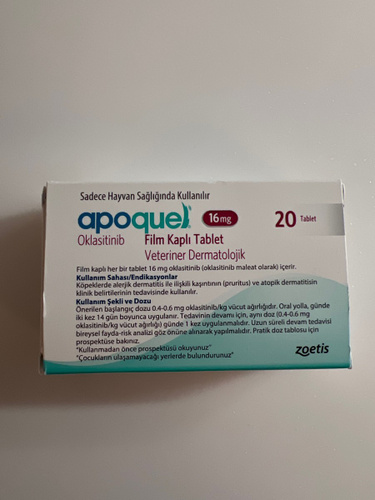 Sadece Hayvan Sağlığında Kullanılır
apoquel 16 mg 20 Tablet
Oklasitinib Film Kaplı Tablet
Veteriner Dermatolojik
Film kaplı her bir tablet 16 mg oklasitinib (oklasitinib maleat olarak) içerir.
Kullanım Sahası/Endikasyonlar
Köpeklerde alerjik dermatitis ile ilişkili kaşıntının (pruritus) ve atopik dermatitisin
klinik belirtilerinin tedavisinde kullanılır.
Kullanım Şekli ve Dozu
Önerilen başlangıç dozu 0.4-0.6 mg oklasitinib/kg vücut ağırlığıdır. Oral yolla, günde
iki kez 14 gün boyunca uygulanır. Tedavinin devamı için, aynı doz (0.4-0.6 mg
oklasitinib/kg vücut ağırlığı) günde 1 kez uygulanmalıdır. Uzun süreli devam tedavisi
bireysel fayda-risk analizi göz önüne alınarak yapılmalıdır. Pratik doz tablosu için
prospektüse bakınız.
"Kullanmadan önce prospektüsü okuyunuz"
"Çocukların ulaşamayacağı yerlerde bulundurunuz"
zoetis